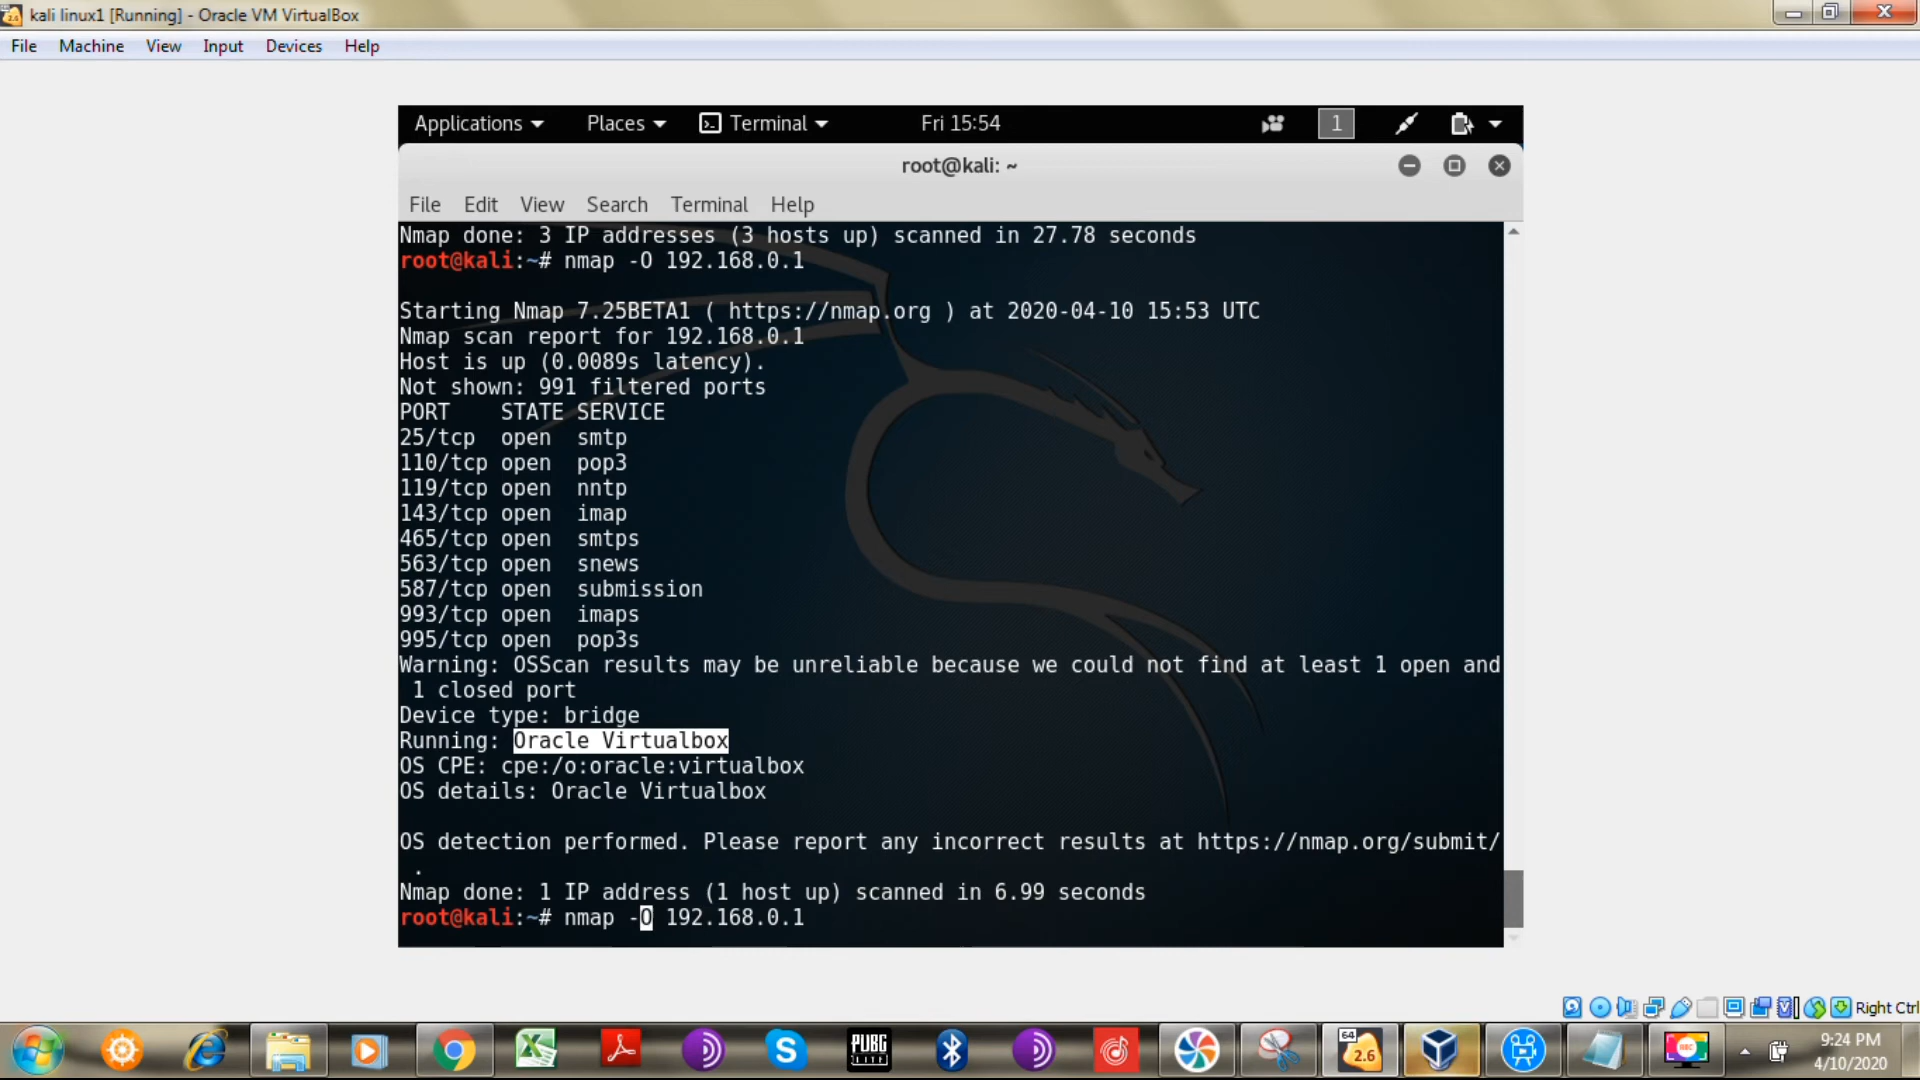 kali linux1 [Running] - Oracle VM VirtualBox
File Machine View Input Devices Help
Applications Places Terminal Fri 15:54 1
root@kali: ~
File Edit View Search Terminal Help
Nmap done: 3 IP addresses (3 hosts up) scanned in 27.78 seconds
root@kali:~# nmap -O 192.168.0.1
Starting Nmap 7.25BETA1 ( https://nmap.org ) at 2020-04-10 15:53 UTC
Nmap scan report for 192.168.0.1
Host is up (0.0089s latency).
Not shown: 991 filtered ports
PORT STATE SERVICE
25/tcp open smtp
110/tcp open pop3
119/tcp open nntp
143/tcp open imap
465/tcp open smtps
563/tcp open snews
587/tcp open submission
993/tcp open imaps
995/tcp open pop3s
Warning: OSScan results may be unreliable because we could not find at least 1 open and
1 closed port
Device type: bridge
Running: Oracle Virtualbox
OS CPE: cpe:/o:oracle:virtualbox
OS details: Oracle Virtualbox
OS detection performed. Please report any incorrect results at https://nmap.org/submit/
.
Nmap done: 1 IP address (1 host up) scanned in 6.99 seconds
root@kali:~# nmap -O 192.168.0.1
Right Ctrl
PUBG
LITE
64
2.6
REC
9:24 PM
4/10/2020